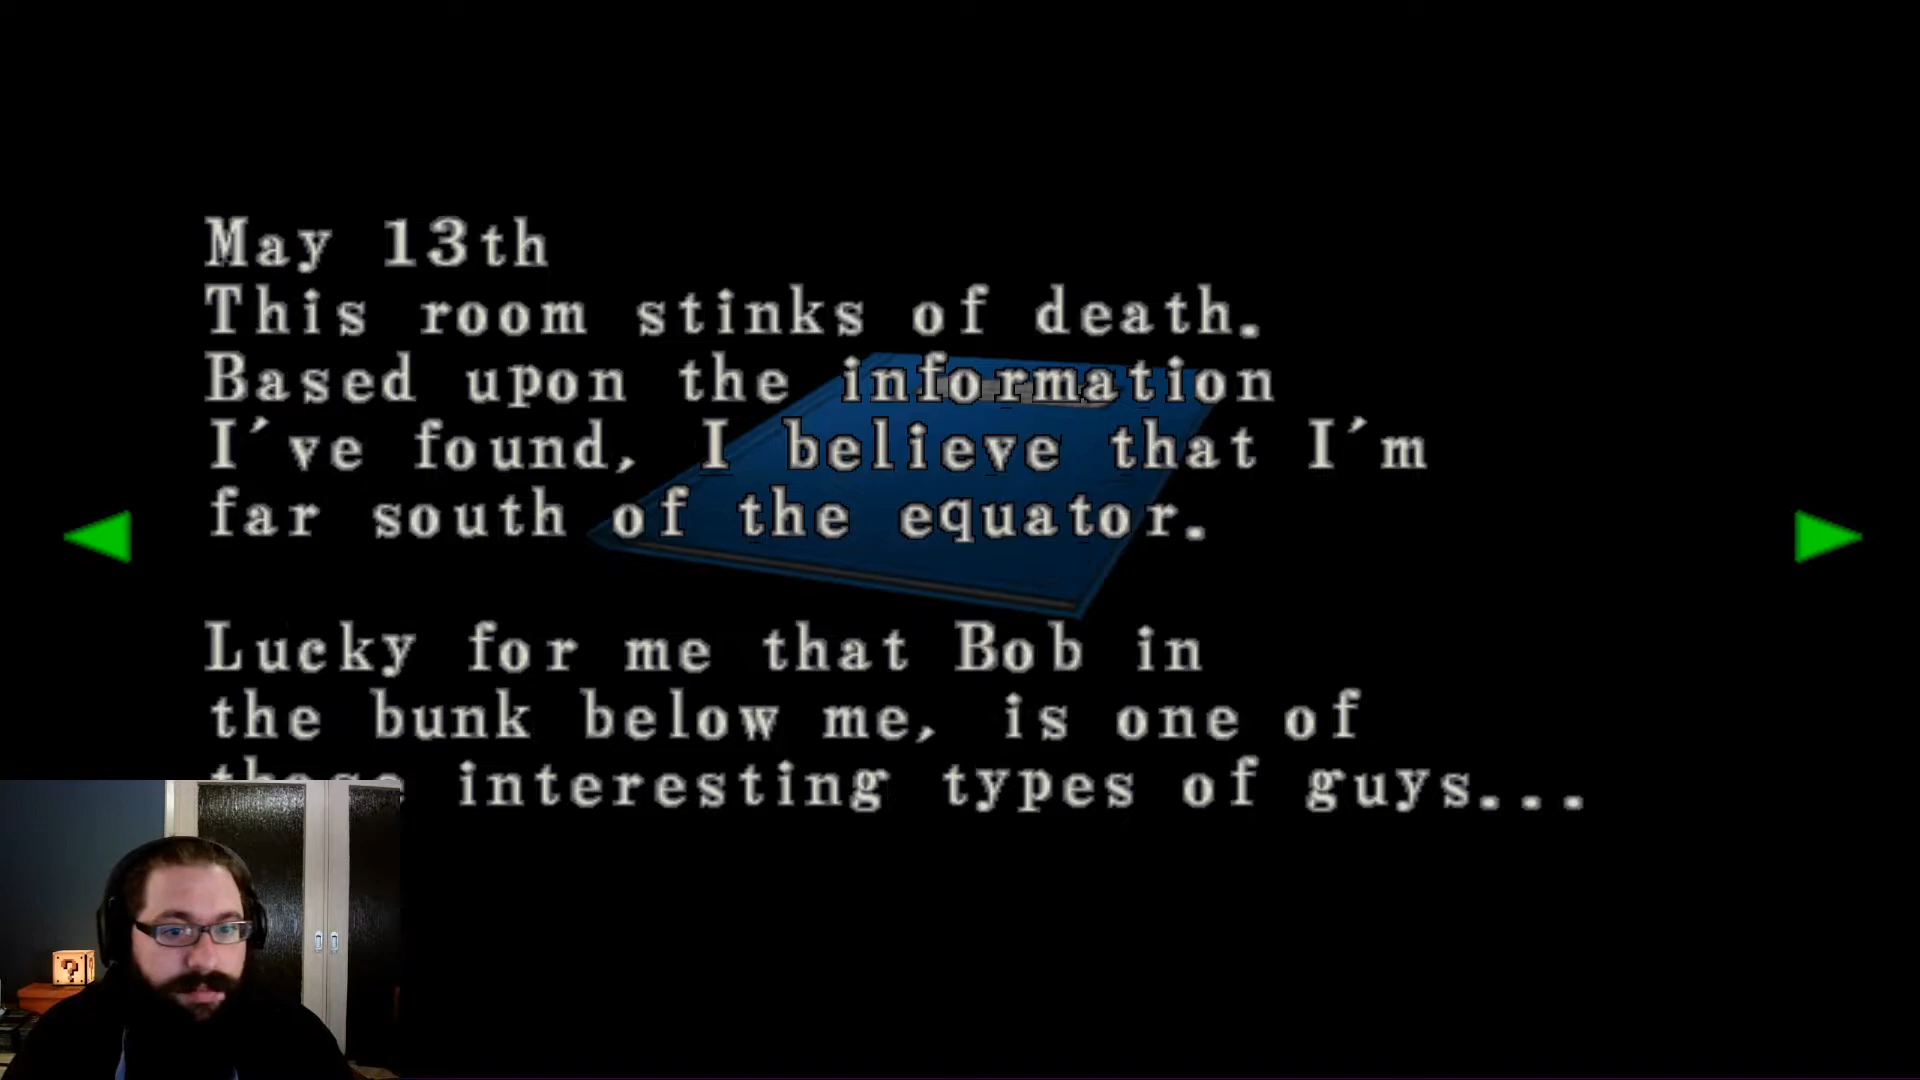 May 13th
This room stinks of death.
Based upon the information
I've found, I believe that I'm
far south of the equator.
Lucky for me that Bob in
the bunk below me, is one of
interesting types of guys...
?